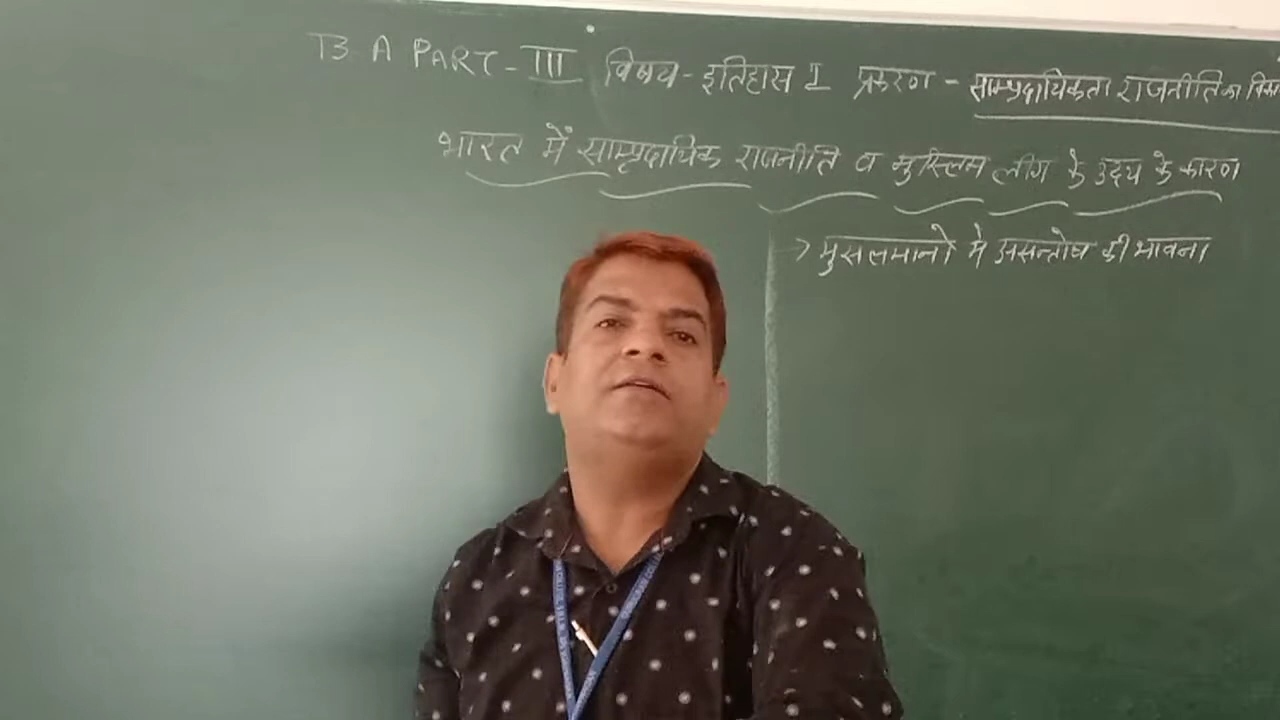 B A PART - III विषय - इतिहास I प्रकरण - साम्प्रदायिकता राजनीति का
भारत में साम्प्रदायिक राजनीति व मुस्लिम लीग के उदय के कारण
> मुसलमानो मे असन्तोष की भावना